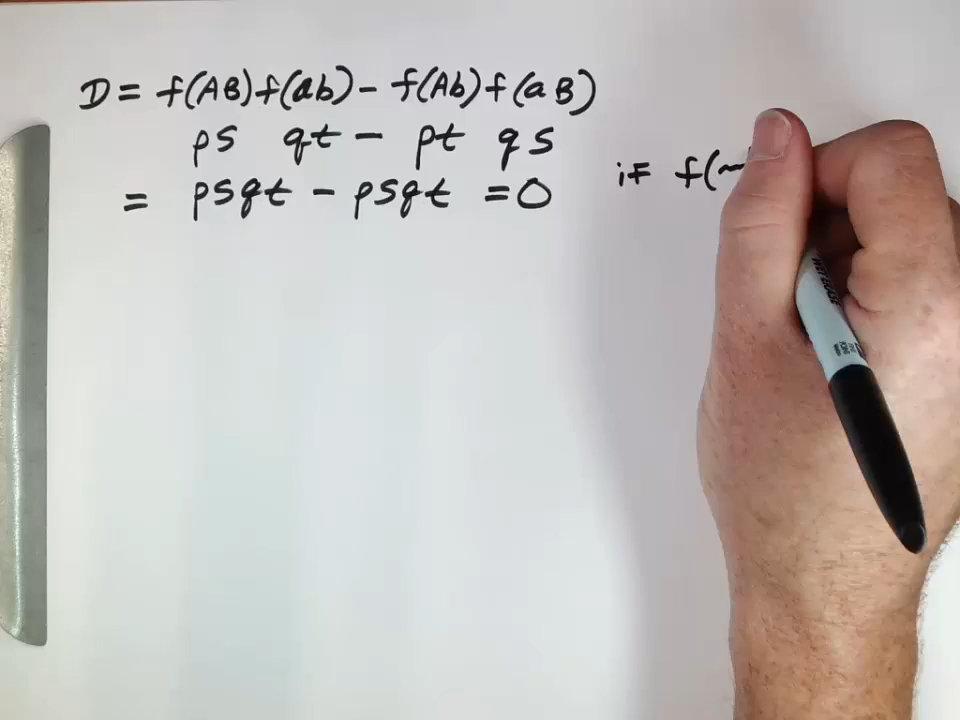 D = f(AB)f(ab) - f(Ab)f(aB)
ps qt - pt qs
= psqt - psqt = 0
if f(